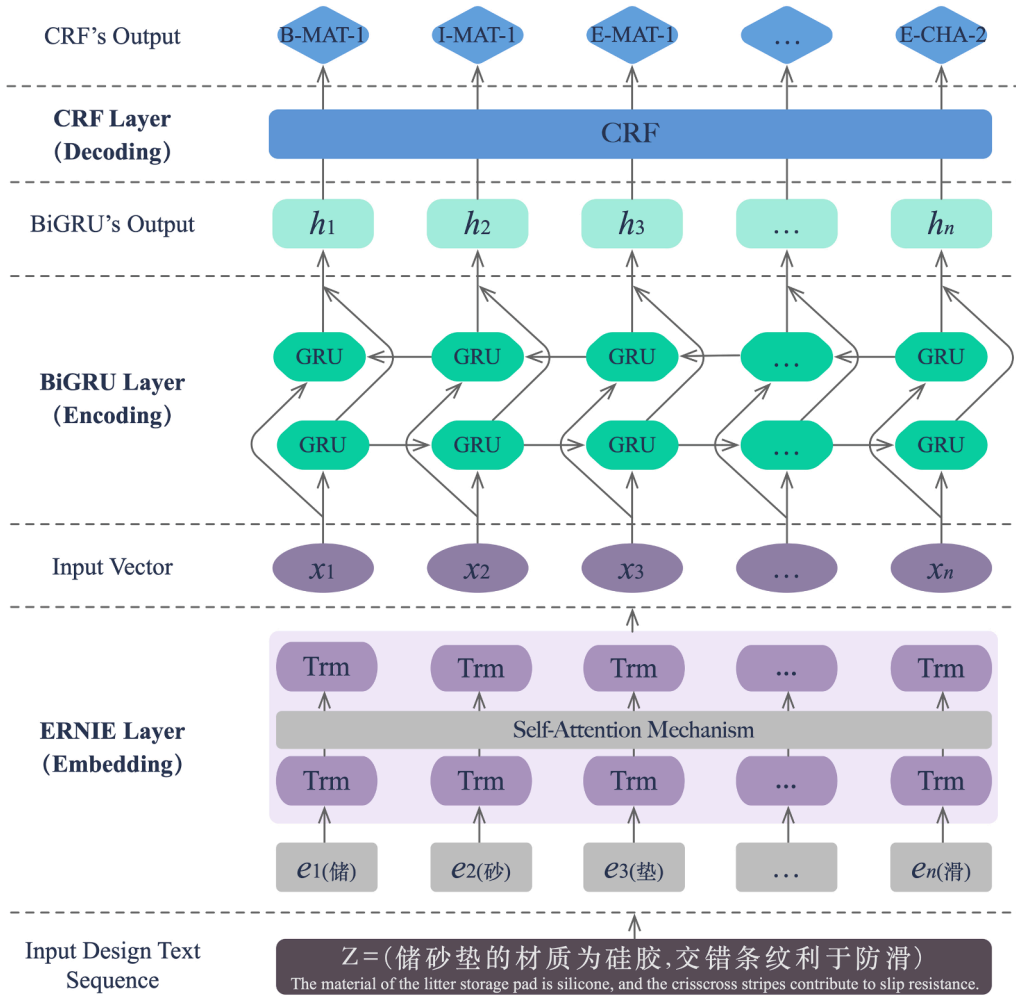 CRF's Output B-MAT-1 I-MAT-1 E-MAT-1 … E-CHA-2
CRF Layer
(Decoding)
CRF
BiGRU's Output h1 h2 h3 … hn
GRU GRU GRU … GRU
BiGRU Layer
(Encoding)
GRU GRU GRU … GRU
Input Vector x1 x2 x3 … xn
Trm Trm Trm … Trm
ERNIE Layer
(Embedding)
Self-Attention Mechanism
Trm Trm Trm … Trm
e1(储) e2(砂) e3(垫) … en(滑)
Input Design Text
Sequence
Z=(储砂垫的材质为硅胶,交错条纹利于防滑)
The material of the litter storage pad is silicone, and the crisscross stripes contribute to slip resistance.